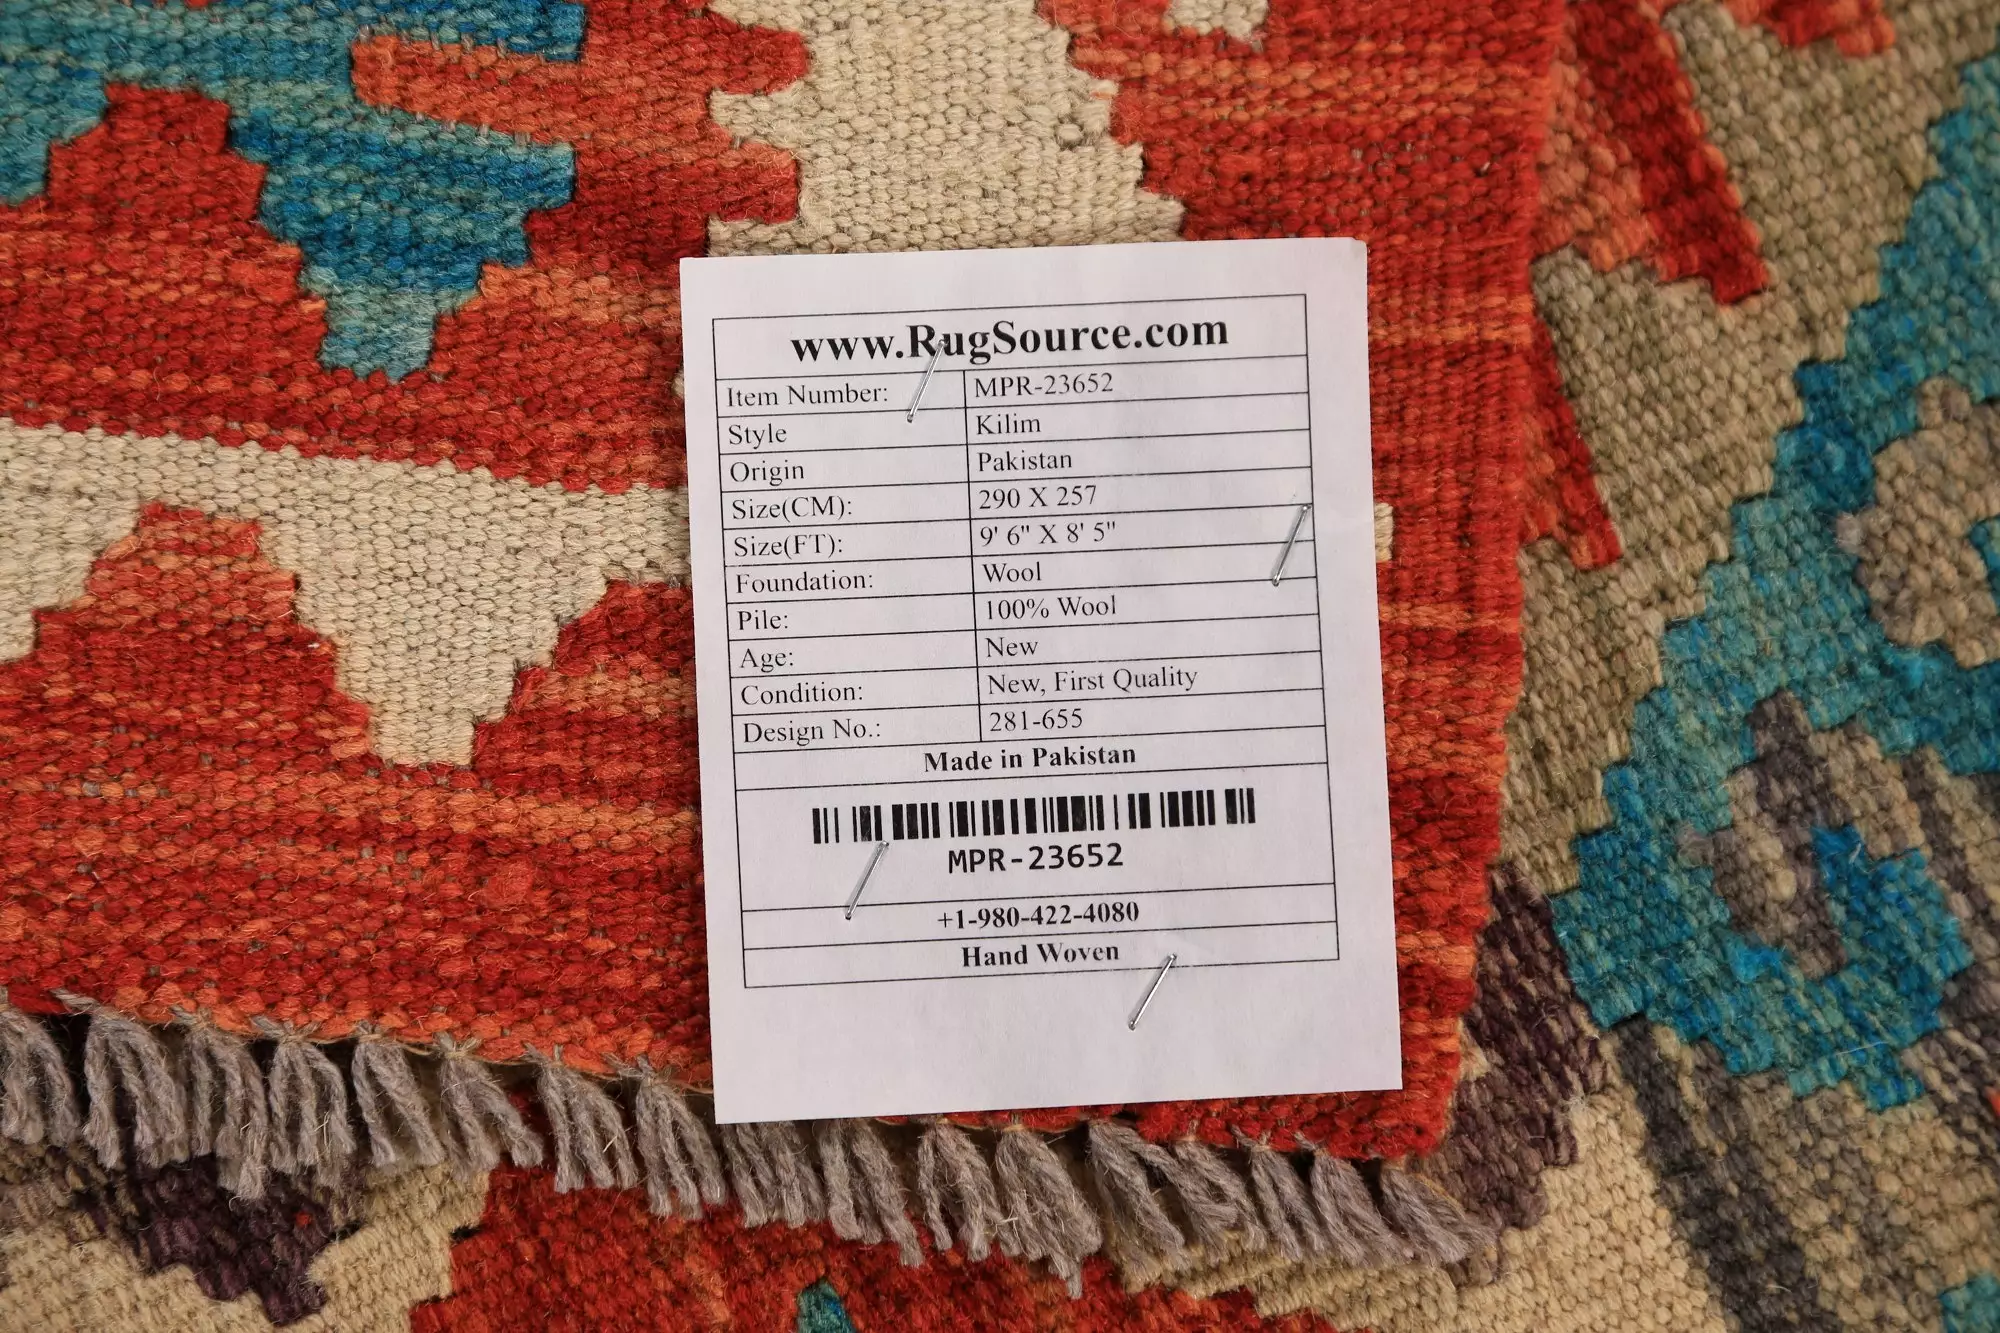 www.RugSource.com
Item Number: MPR-23652
Style Kilim
Origin Pakistan
Size(CM): 290 X 257
Size(FT): 9' 6" X 8' 5"
Foundation: Wool
Pile: 100% Wool
Age: New
Condition: New, First Quality
Design No.: 281-655
Made in Pakistan
MPR-23652
+1-980-422-4080
Hand Woven